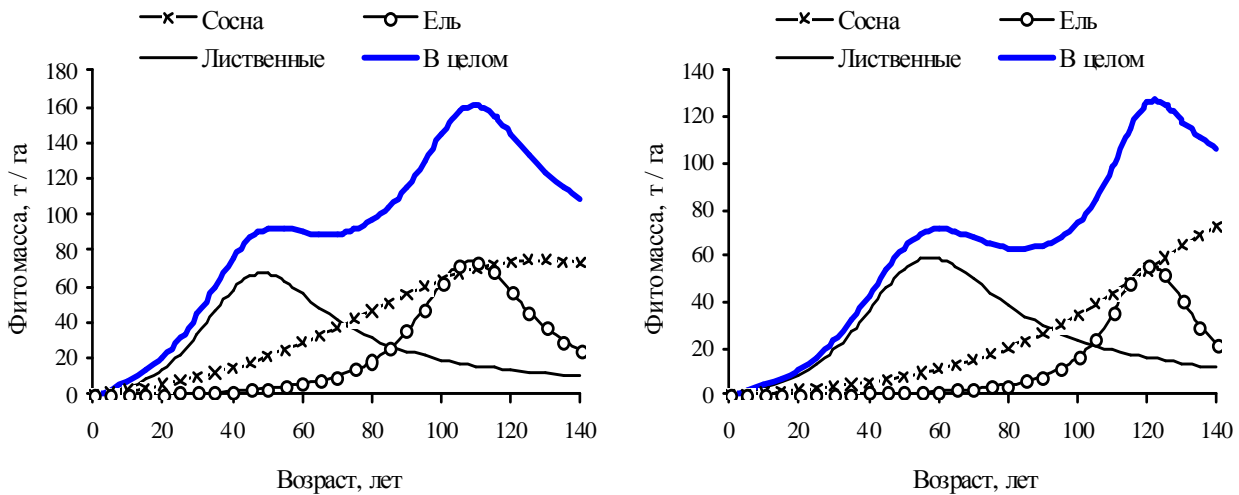 Сосна Ель
Лиственные В целом
180
160
140
120
100
80
60
40
20
0
Фитомасса, т / га
0 20 40 60 80 100 120 140
Возраст, лет
Сосна Ель
Лиственные В целом
140
120
100
80
60
40
20
0
Фитомасса, т / га
0 20 40 60 80 100 120 140
Возраст, лет